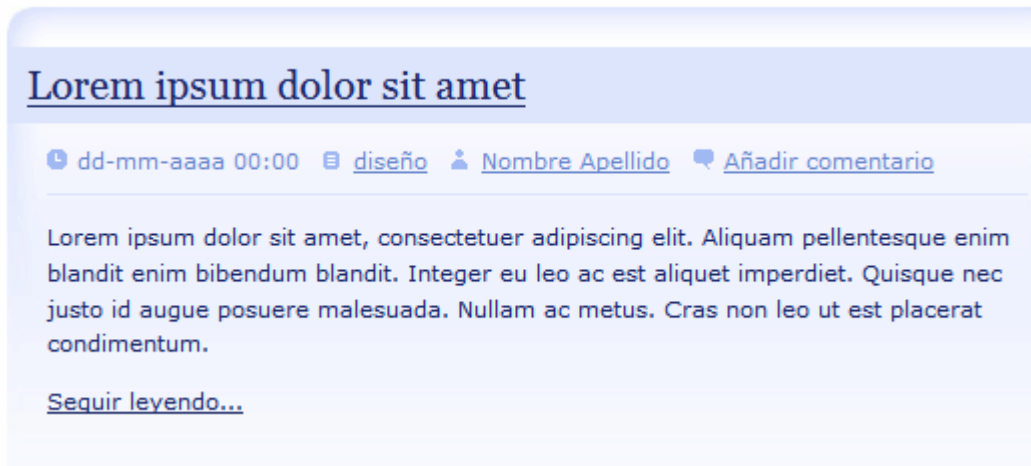 Lorem ipsum dolor sit amet
dd-mm-aaaa 00:00 diseño Nombre Apellido Añadir comentario
Lorem ipsum dolor sit amet, consectetuer adipiscing elit. Aliquam pellentesque enim
blandit enim bibendum blandit. Integer eu leo ac est aliquet imperdiet. Quisque nec
justo id augue posuere malesuada. Nullam ac metus. Cras non leo ut est placerat
condimentum.
Seguir leyendo...